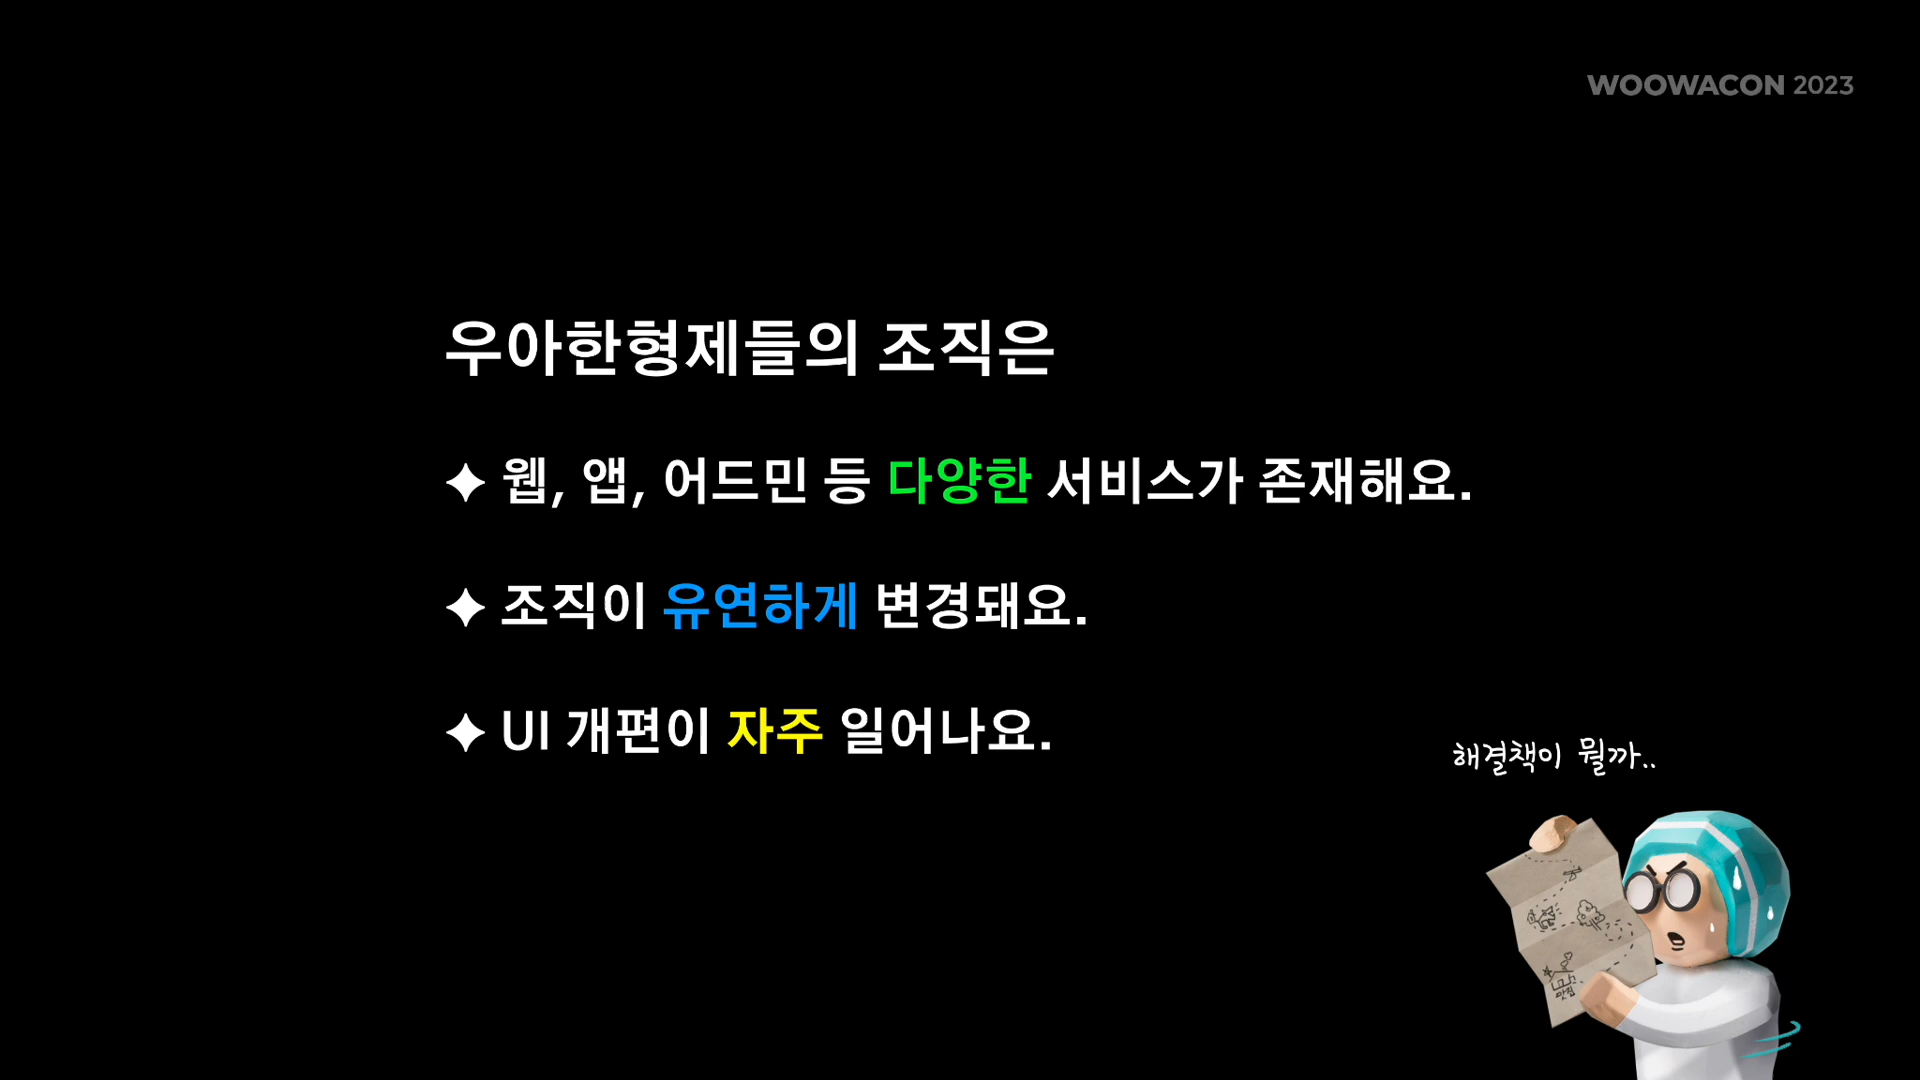 WOOWACON 2023
우아한형제들의 조직은
✦ 웹, 앱, 어드민 등 다양한 서비스가 존재해요.
✦ 조직이 유연하게 변경돼요.
✦ UI 개편이 자주 일어나요.
해결책이 뭘까..
맛집